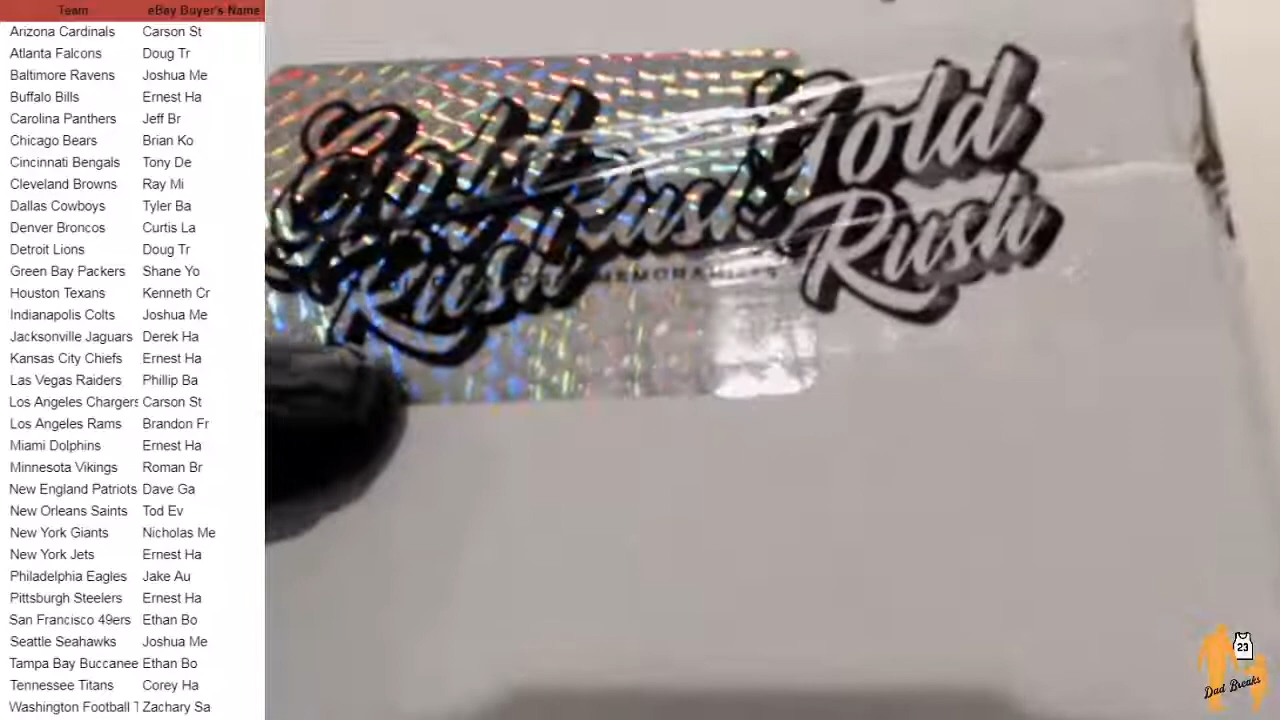 Team eBay Buyer's Name
Arizona Cardinals Carson St
Atlanta Falcons Doug Tr
Baltimore Ravens Joshua Me
Buffalo Bills Ernest Ha
Carolina Panthers Jeff Br
Chicago Bears Brian Ko
Cincinnati Bengals Tony De
Cleveland Browns Ray Mi
Dallas Cowboys Tyler Ba
Denver Broncos Curtis La
Detroit Lions Doug Tr
Green Bay Packers Shane Yo
Houston Texans Kenneth Cr
Indianapolis Colts Joshua Me
Jacksonville Jaguars Derek Ha
Kansas City Chiefs Ernest Ha
Las Vegas Raiders Phillip Ba
Los Angeles Chargers Carson St
Los Angeles Rams Brandon Fr
Miami Dolphins Ernest Ha
Minnesota Vikings Roman Br
New England Patriots Dave Ga
New Orleans Saints Tod Ev
New York Giants Nicholas Me
New York Jets Ernest Ha
Philadelphia Eagles Jake Au
Pittsburgh Steelers Ernest Ha
San Francisco 49ers Ethan Bo
Seattle Seahawks Joshua Me
Tampa Bay Buccanee Ethan Bo
Tennessee Titans Corey Ha
Washington Football T Zachary Sa
Gold
Rush
Gold
Rush
Rush
MEMORABILIA
23
Dad Breaks